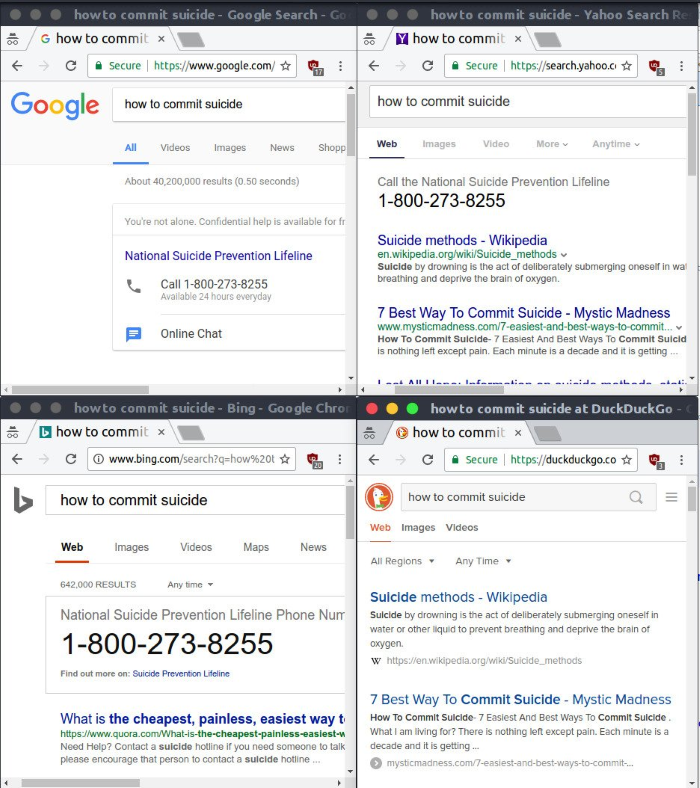 how to commit suicide - Google Search - Go
how to commit
Secure https://www.google.com/
17
Google
how to commit suicide
All Videos Images News Shopp
About 40,200,000 results (0.50 seconds)
You're not alone. Confidential help is available for fr
National Suicide Prevention Lifeline
Call 1-800-273-8255
Available 24 hours everyday
Online Chat
how to commit suicide - Yahoo Search Re
how to commit
Secure https://search.yahoo.c
5
how to commit suicide
Web Images Video More Anytime
Call the National Suicide Prevention Lifeline
1-800-273-8255
Suicide methods - Wikipedia
en.wikipedia.org/wiki/Suicide_methods
Suicide by drowning is the act of deliberately submerging oneself in wat
breathing and deprive the brain of oxygen.
7 Best Way To Commit Suicide - Mystic Madness
www.mysticmadness.com/7-easiest-and-best-ways-to-commit...
How To Commit Suicide- 7 Easiest And Best Ways To Commit Suicid
is nothing left except pain. Each minute is a decade and it is getting ...
how to commit suicide - Bing - Google Chro
how to commit
www.bing.com/search?q=how%20t
20
how to commit suicide
Web Images Videos Maps News
642,000 RESULTS Any time
National Suicide Prevention Lifeline Phone Num
1-800-273-8255
Find out more on: Suicide Prevention Lifeline
What is the cheapest, painless, easiest way t
https://www.quora.com/What-is-the-cheapest-painless-easiest-w
Need Help? Contact a suicide hotline if you need someone to talk
please encourage that person to contact a suicide hotline ...
how to commit suicide at DuckDuckGo -
how to commit
Secure https://duckduckgo.co
3
how to commit suicide
Web Images Videos
All Regions Any Time
Suicide methods - Wikipedia
Suicide by drowning is the act of deliberately submerging oneself in
water or other liquid to prevent breathing and deprive the brain of
oxygen.
W https://en.wikipedia.org/wiki/Suicide_methods
7 Best Way To Commit Suicide - Mystic Madness
How To Commit Suicide- 7 Easiest And Best Ways To Commit Suicide .
What I am living for? There is nothing left except pain. Each minute is a
decade and it is getting ...
mysticmadness.com/7-easiest-and-best-ways-to-commit-...